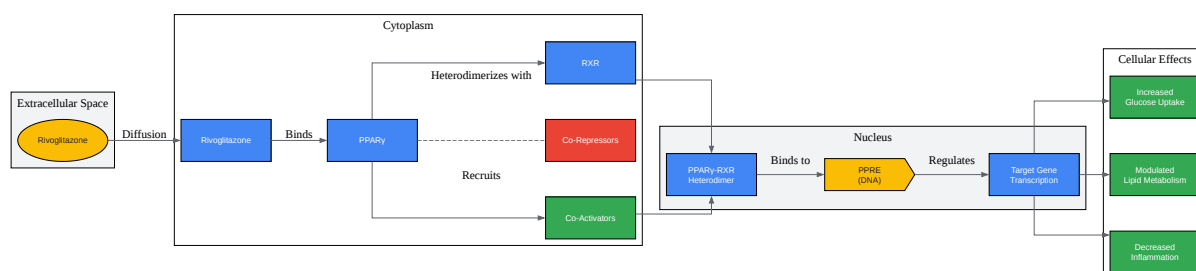 Cytoplasm
Extracellular Space
Rivoglitazone
Diffusion
Rivoglitazone
Binds
PPARγ
Heterodimerizes with
RXR
Co-Repressors
Recruits
Co-Activators
Nucleus
PPARγ-RXR
Heterodimer
Binds to
PPRE
(DNA)
Regulates
Target Gene
Transcription
Cellular Effects
Increased
Glucose Uptake
Modulated
Lipid Metabolism
Decreased
Inflammation